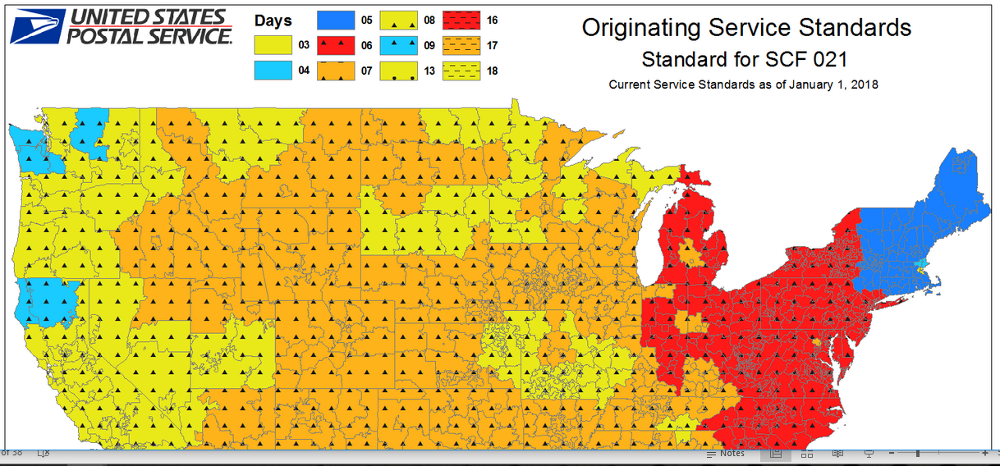 UNITED STATES
POSTAL SERVICE.
Days
03
04
05
06
07
08
09
13
16
17
18
Originating Service Standards
Standard for SCF 021
Current Service Standards as of January 1, 2018
of 38
Notes